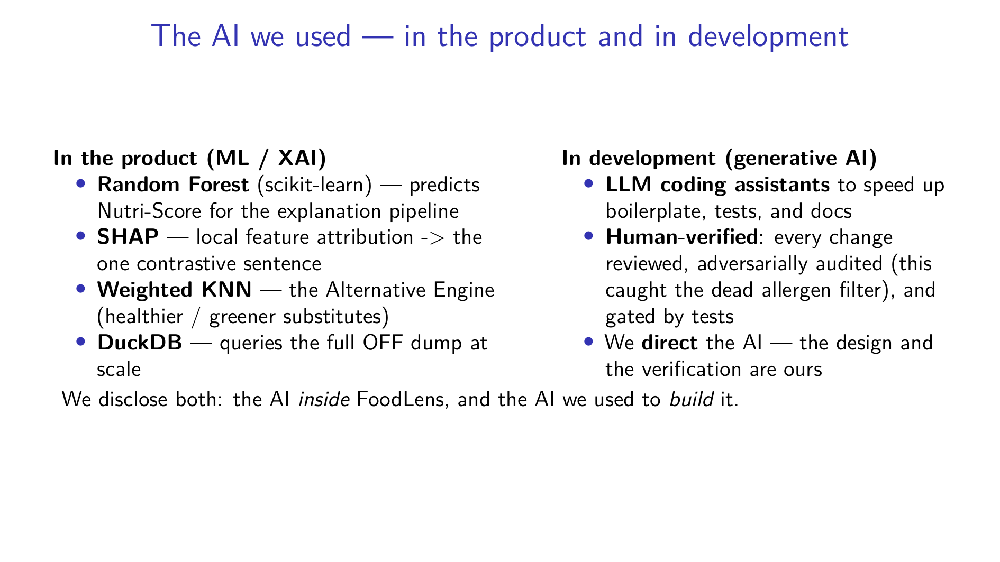 The AI we used — in the product and in development
In the product (ML / XAI)
• Random Forest (scikit-learn) — predicts
Nutri-Score for the explanation pipeline
• SHAP — local feature attribution -> the
one contrastive sentence
• Weighted KNN — the Alternative Engine
(healthier / greener substitutes)
• DuckDB — queries the full OFF dump at
scale
In development (generative AI)
• LLM coding assistants to speed up
boilerplate, tests, and docs
• Human-verified: every change
reviewed, adversarially audited (this
caught the dead allergen filter), and
gated by tests
• We direct the AI — the design and
the verification are ours
We disclose both: the AI inside FoodLens, and the AI we used to build it.